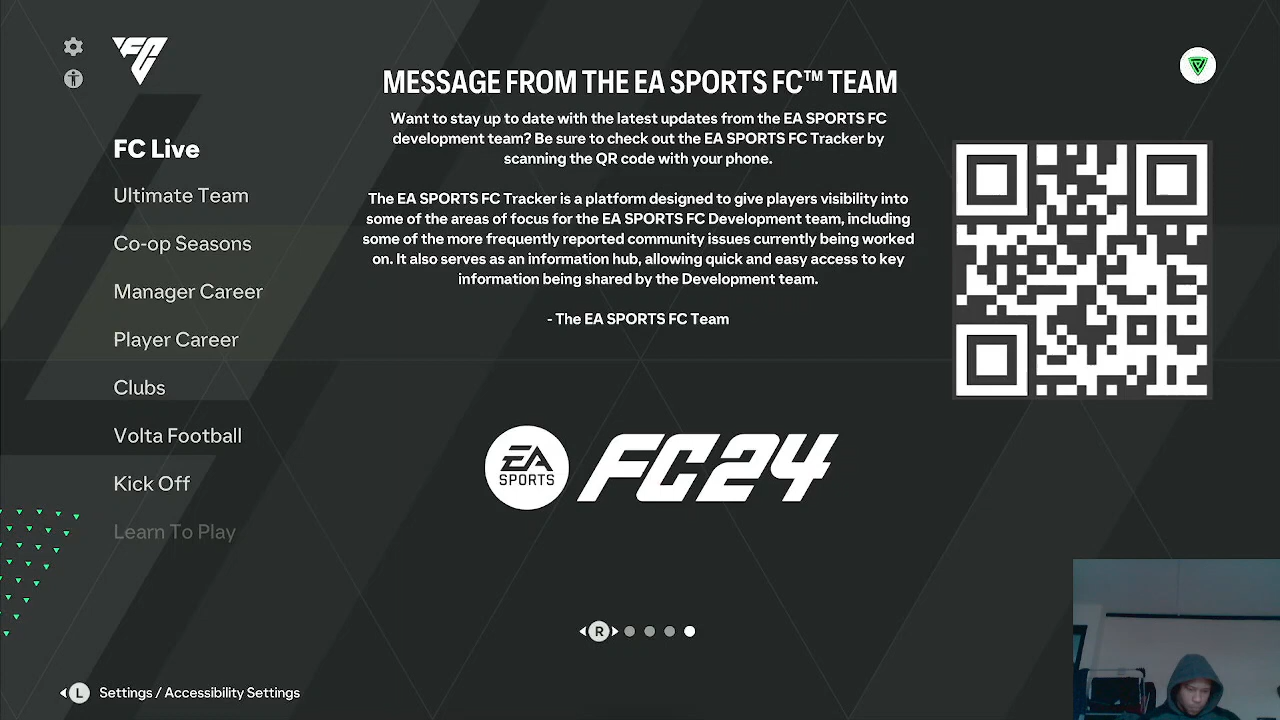 FC
MESSAGE FROM THE EA SPORTS FC™ TEAM
Want to stay up to date with the latest updates from the EA SPORTS FC
development team? Be sure to check out the EA SPORTS FC Tracker by
scanning the QR code with your phone.
The EA SPORTS FC Tracker is a platform designed to give players visibility into
some of the areas of focus for the EA SPORTS FC Development team, including
some of the more frequently reported community issues currently being worked
on. It also serves as an information hub, allowing quick and easy access to key
information being shared by the Development team.
- The EA SPORTS FC Team
FC Live
Ultimate Team
Co-op Seasons
Manager Career
Player Career
Clubs
Volta Football
Kick Off
Learn To Play
EA SPORTS FC24
R
L Settings / Accessibility Settings